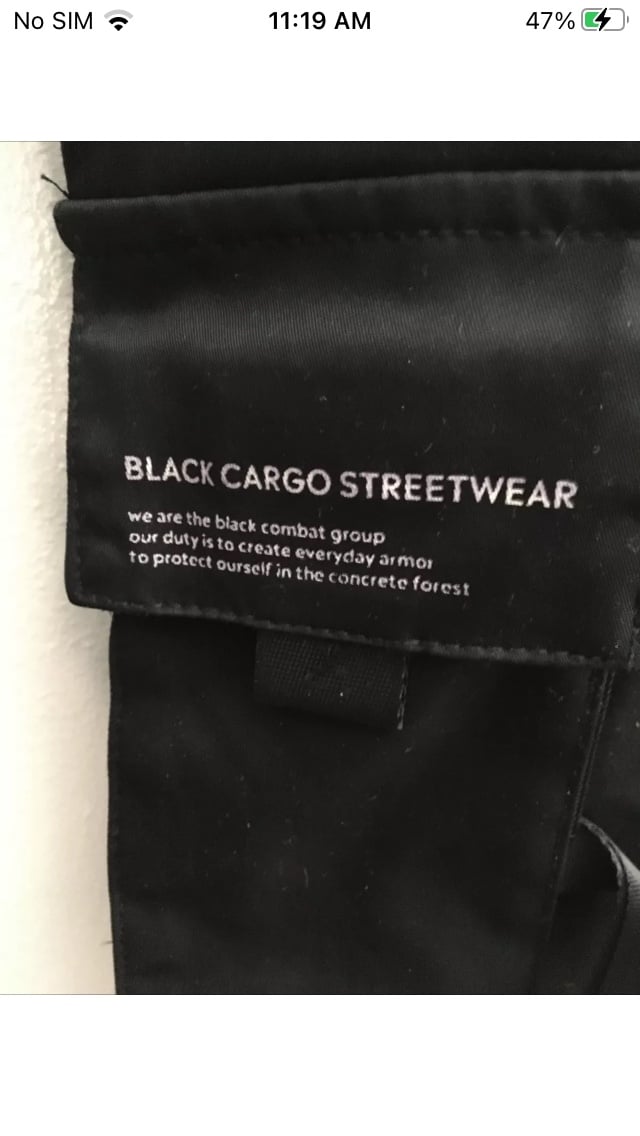 No SIM 11:19 AM 47%
BLACK CARGO STREETWEAR
we are the black combat group
our duty is to create everyday armor
to protect ourself in the concrete forest